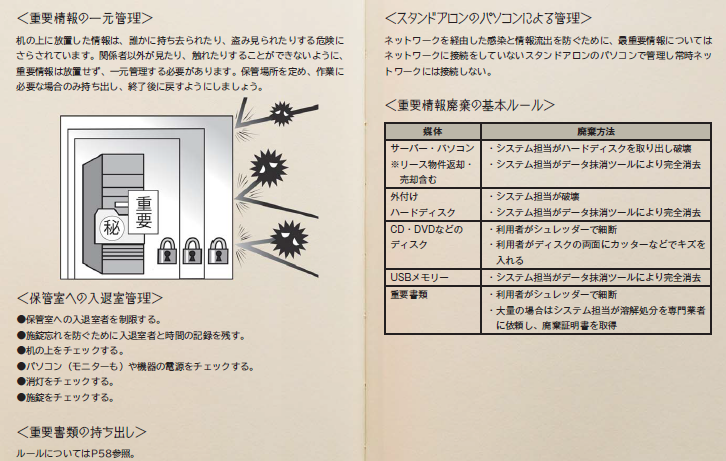 ＜重要情報の一元管理＞
机の上に放置した情報は、誰かに持ち去られたり、盗み見られたりする危険に
さらされています。関係者以外が見たり、触れたりすることができないように、
重要情報は放置せず、一元管理する必要があります。保管場所を定め、作業に
必要な場合のみ持ち出し、終了後に戻すようにしましょう。
重要
秘
＜保管室への入退室管理＞
●保管室への入退室者を制限する。
●施錠忘れを防ぐために入退室者と時間の記録を残す。
●机の上をチェックする。
●パソコン（モニターも）や機器の電源をチェックする。
●消灯をチェックする。
●施錠をチェックする。
＜重要書類の持ち出し＞
ルールについてはP58参照。
＜スタンドアロンのパソコンによる管理＞
ネットワークを経由した感染と情報流出を防ぐために、最重要情報については
ネットワークに接続をしていないスタンドアロンのパソコンで管理し常時ネッ
トワークには接続しない。
＜重要情報廃棄の基本ルール＞
媒体 廃棄方法
サーバー・パソコン ・システム担当がハードディスクを取り出し破壊
※リース物件返却・ ・システム担当がデータ抹消ツールにより完全消去
売却含む
外付け ・システム担当が破壊
ハードディスク ・システム担当がデータ抹消ツールにより完全消去
CD・DVDなどの ・利用者がシュレッダーで細断
ディスク ・利用者がディスクの両面にカッターなどでキズを
入れる
USBメモリー ・システム担当がデータ抹消ツールにより完全消去
重要書類 ・利用者がシュレッダーで細断
・大量の場合はシステム担当が溶解処分を専門業者
に依頼し、廃棄証明書を取得